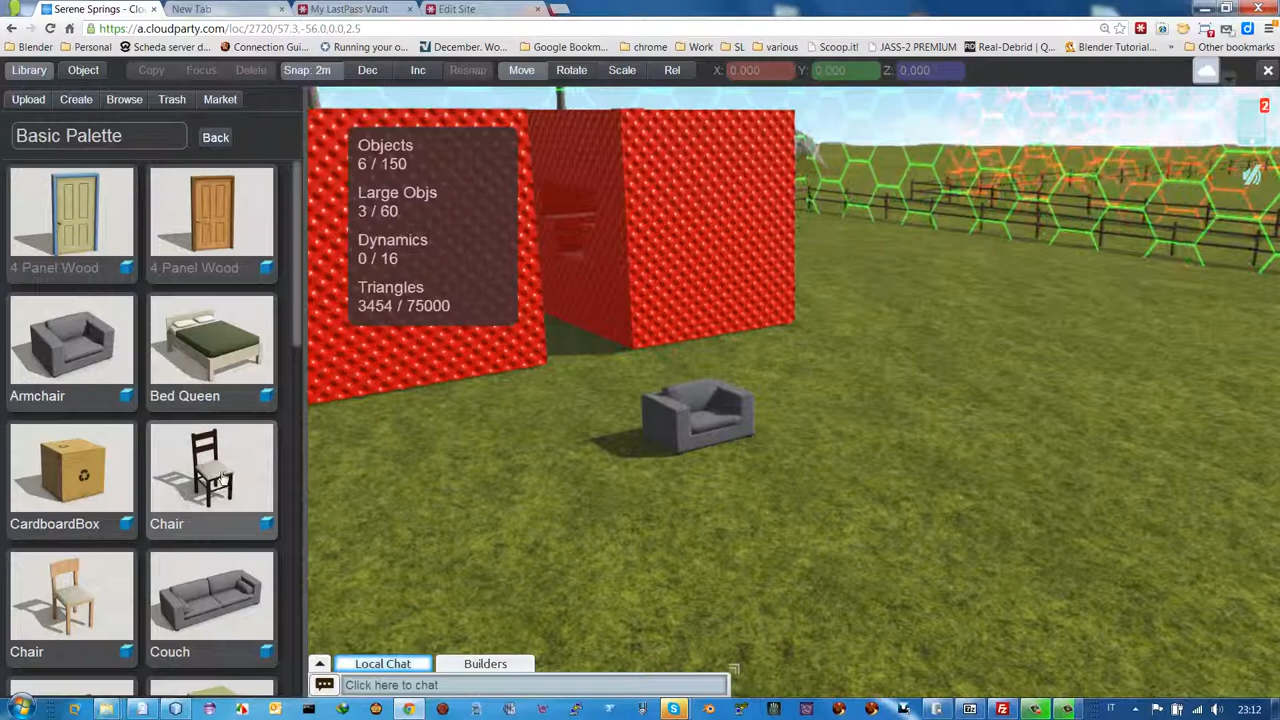 Serene Springs - Clo
New Tab
My LastPass Vault
Edit Site
https://a.cloudparty.com/loc/2720/57.3,-56.0,0.0,2.5
Blender
Personal
Scheda server di d
Connection Gui...
Running your o...
December. Wo...
Google Bookm...
chrome
Work
SL
various
Scoop.it!
JASS-2 PREMIUM
Real-Debrid | Q...
Blender Tutorial...
Other bookmarks
Library
Object
Copy
Focus
Delete
Snap: 2m
Dec
Inc
Move
Rotate
Scale
Rel
X: 0.000
Y: 0.000
Z: 0.000
Upload
Create
Browse
Trash
Market
2
Basic Palette
Back
Objects
6 / 150
Large Objs
3 / 60
Dynamics
0 / 16
Triangles
3454 / 75000
4 Panel Wood
4 Panel Wood
Armchair
Bed Queen
CardboardBox
Chair
Chair
Couch
Local Chat
Builders
Click here to chat
IT
23:12